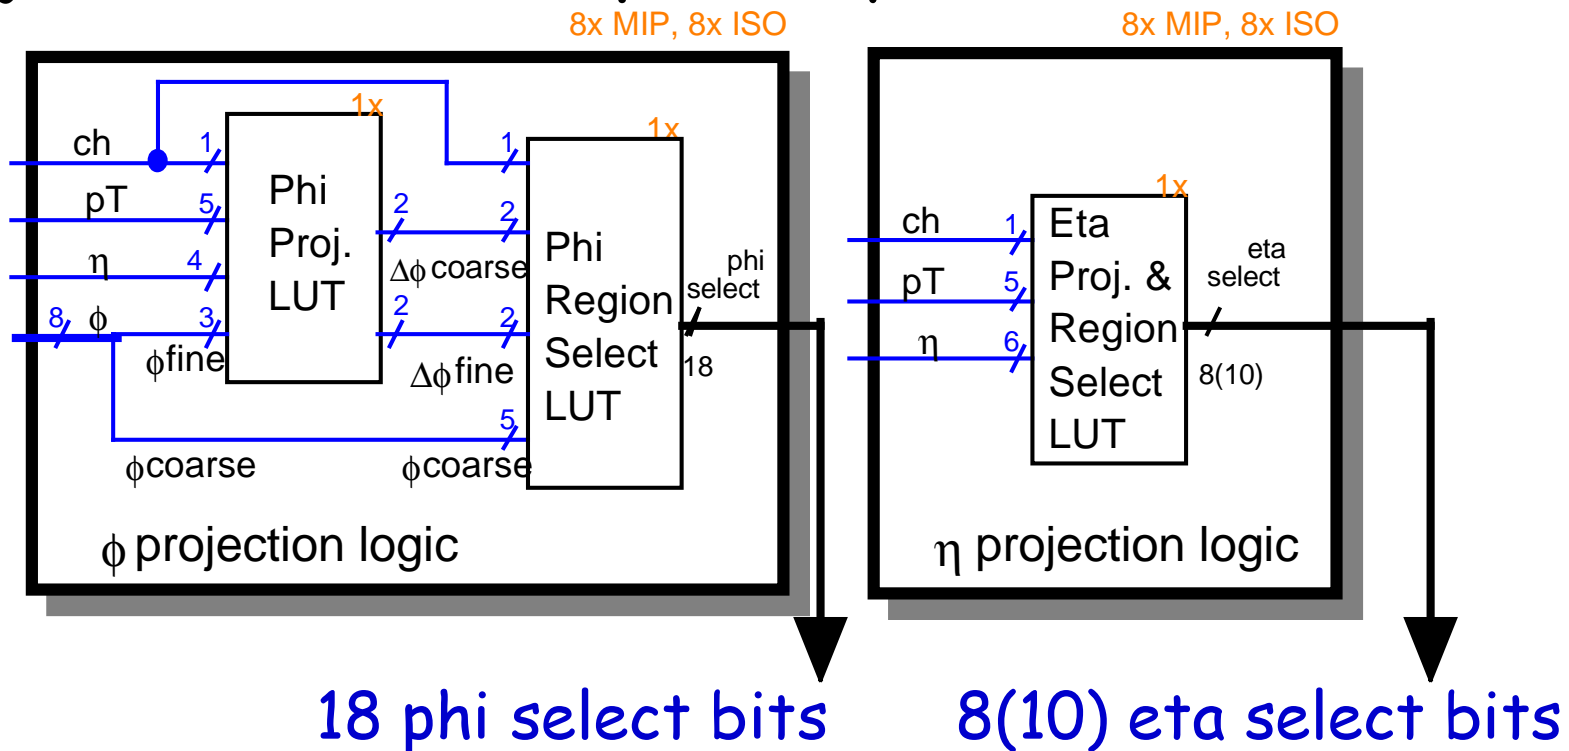 8x MIP, 8x ISO
1x
ch
1
pT
5
η
4
8
ϕ
3
ϕfine
Phi
Proj.
LUT
2
Δϕ coarse
2
Δϕ fine
1x
1
2
2
5
ϕcoarse
ϕcoarse
Phi
Region
Select
LUT
phi
select
18
ϕ projection logic
18 phi select bits
8x MIP, 8x ISO
1x
ch
1
pT
5
η
6
Eta
Proj. &
Region
Select
LUT
eta
select
8(10)
η projection logic
8(10) eta select bits